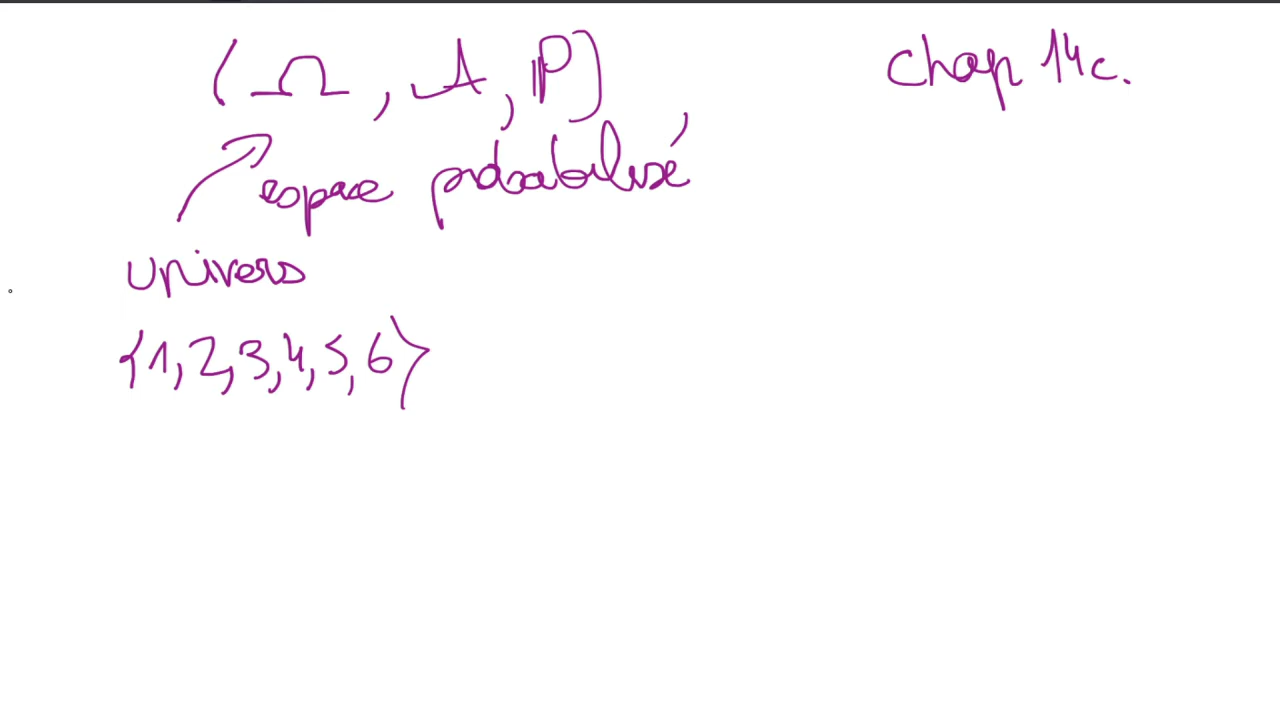 (Ω, A, ℙ) chap 14c.
espace probabilisé
univers
{1,2,3,4,5,6}